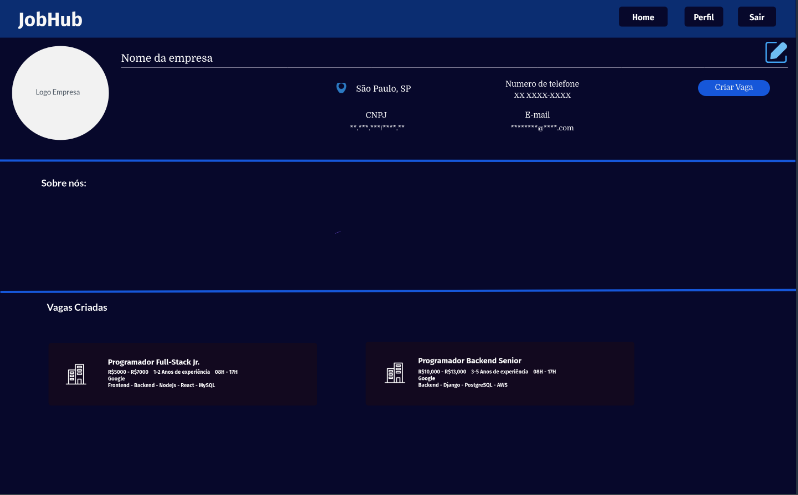 JobHub
Home Perfil Sair
Nome da empresa
Logo Empresa
São Paulo, SP
Numero de telefone
XX XXXX-XXXX
Criar Vaga
CNPJ
**.***.***/****.**
E-mail
********@****.com
Sobre nós:
Vagas Criadas
Programador Full-Stack Jr.
R$5000 - R$7000 1-2 Anos de experiência 08H - 17H
Google
Frontend - Backend - Nodejs - React - MySQL
Programador Backend Senior
R$10,000 - R$13,000 3-5 Anos de experiência 08H - 17H
Google
Backend - Django - PostgreSQL - AWS